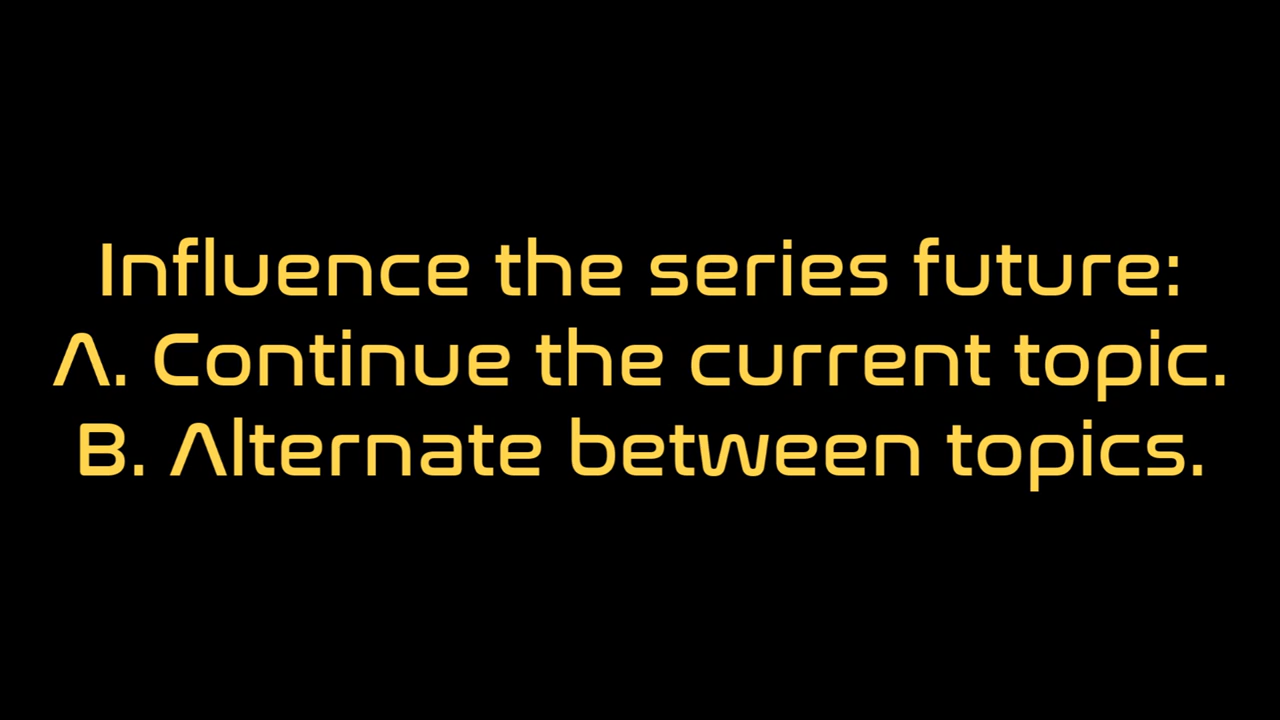 Influence the series future:
A. Continue the current topic.
B. Alternate between topics.